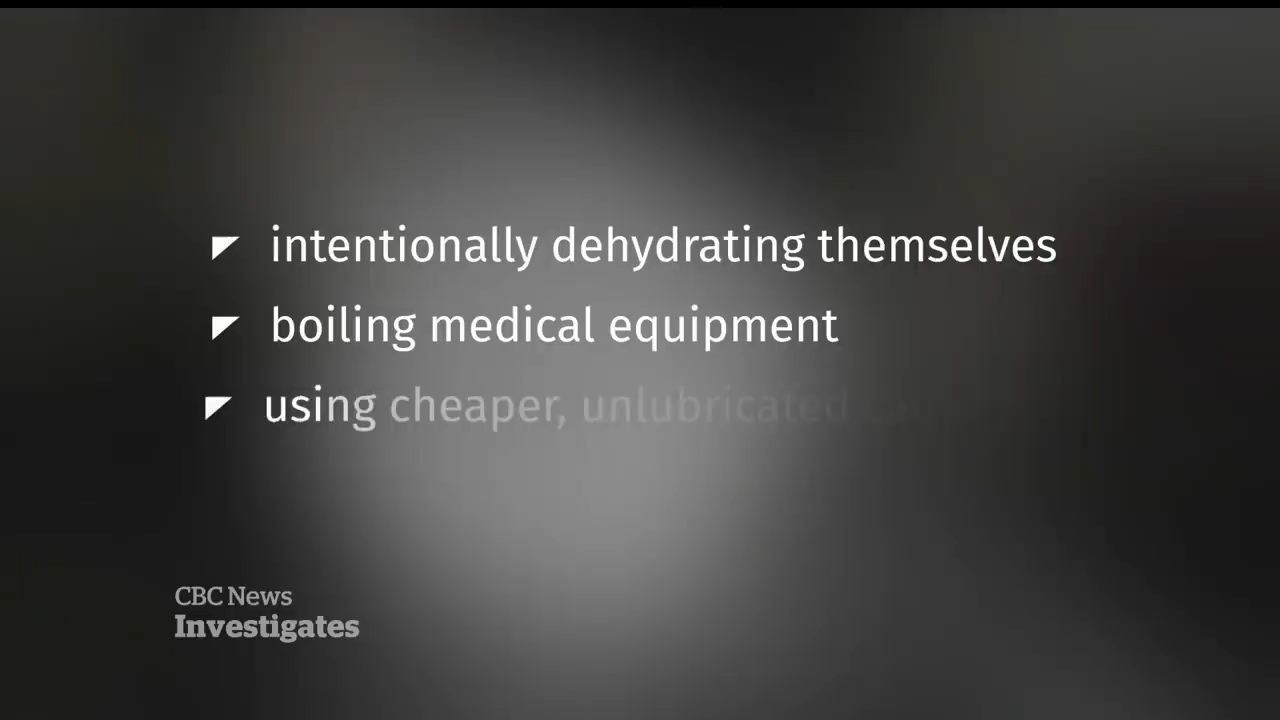 intentionally dehydrating themselves
boiling medical equipment
using cheaper, unlubricated
CBC News
Investigates